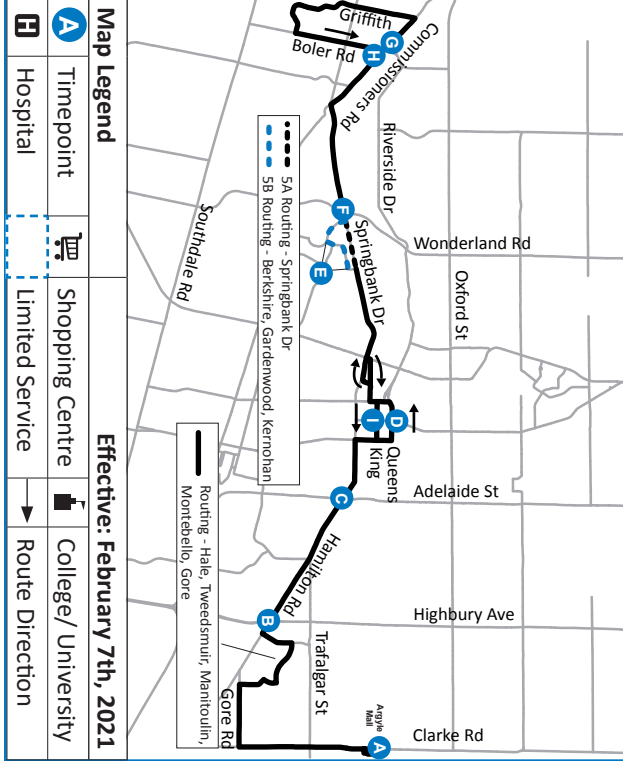 Griffith
Boler Rd
G
H
Commissioners Rd
Riverside Dr
Wonderland Rd
Oxford St
F
Springbank Dr
E
Southdale Rd
5A Routing - Springbank Dr
5B Routing - Berkshire, Gardenwood, Kernohan
D
I
Queens
King
C
Adelaide St
Hamilton Rd
Highbury Ave
B
Trafalgar St
Gore Rd
Argyle
Mall
A
Clarke Rd
Routing - Hale, Tweedsmuir, Manitoulin,
Montebello, Gore
Map Legend
Effective: February 7th, 2021
A
Timepoint
Shopping Centre
College/ University
H
Hospital
Limited Service
Route Direction